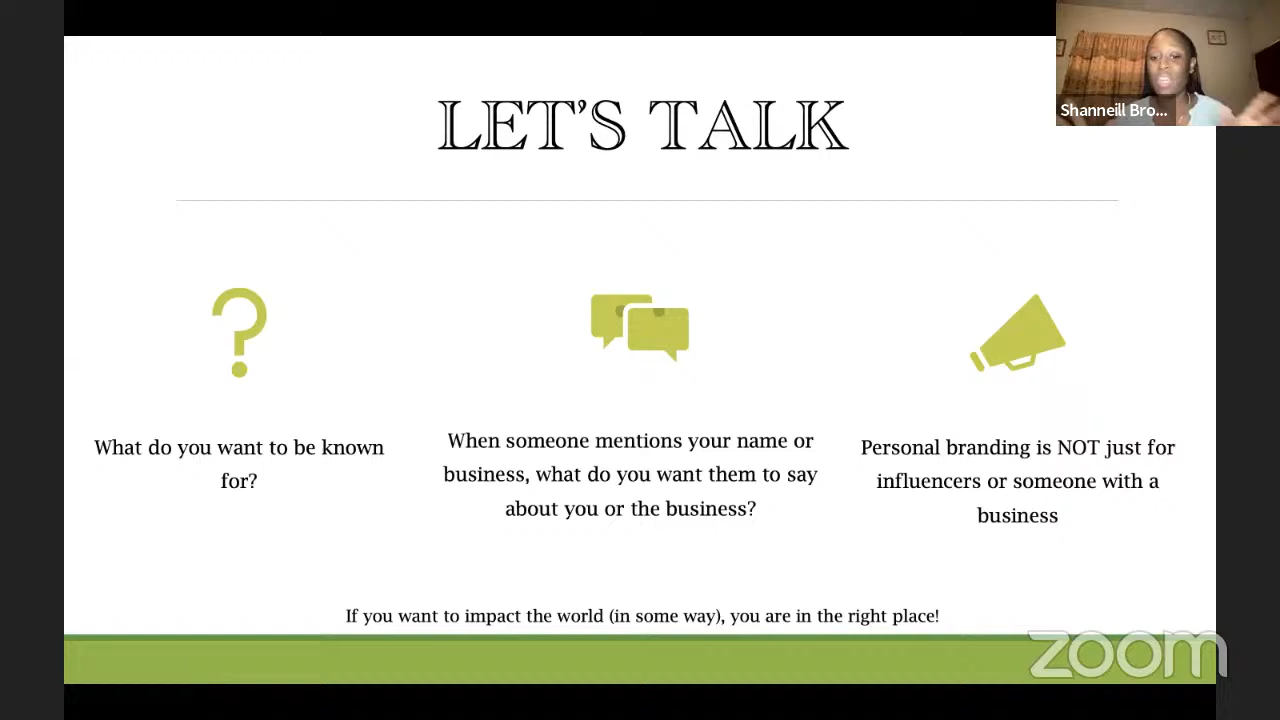 LET'S TALK
Shanneill Bro...
What do you want to be known
for?
When someone mentions your name or
business, what do you want them to say
about you or the business?
Personal branding is NOT just for
influencers or someone with a
business
If you want to impact the world (in some way), you are in the right place!
zoom